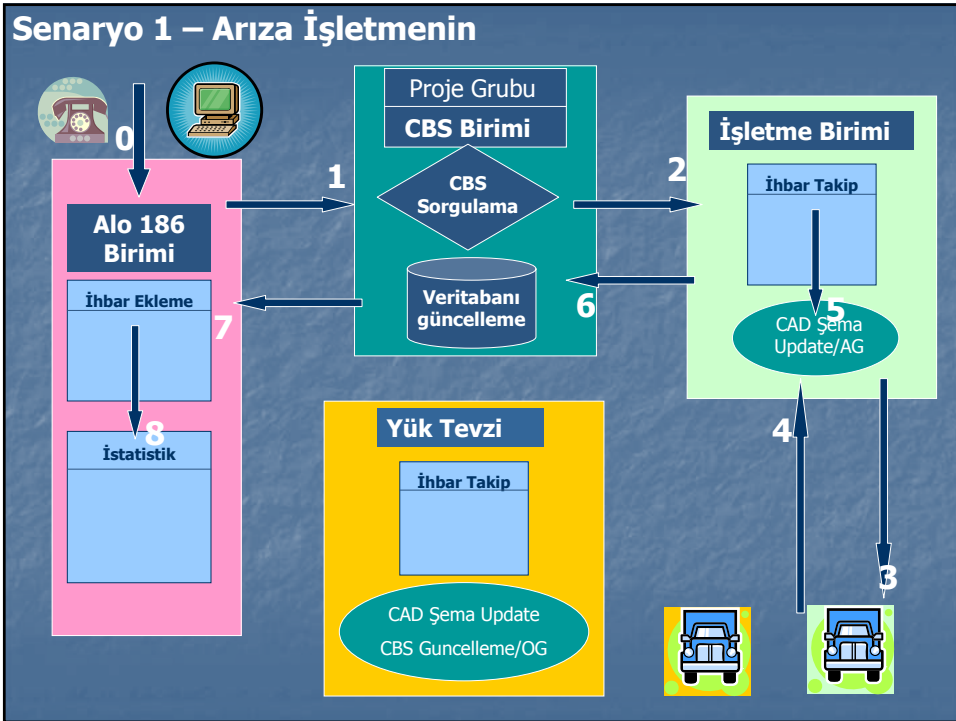 Senaryo 1 – Arıza İşletmenin
0
Alo 186
Birimi
İhbar Ekleme
8
İstatistik
1
7
Proje Grubu
CBS Birimi
CBS
Sorgulama
Veritabanı
güncelleme
2
6
İşletme Birimi
İhbar Takip
5
CAD Şema
Update/AG
4
3
Yük Tevzi
İhbar Takip
CAD Şema Update
CBS Guncelleme/OG